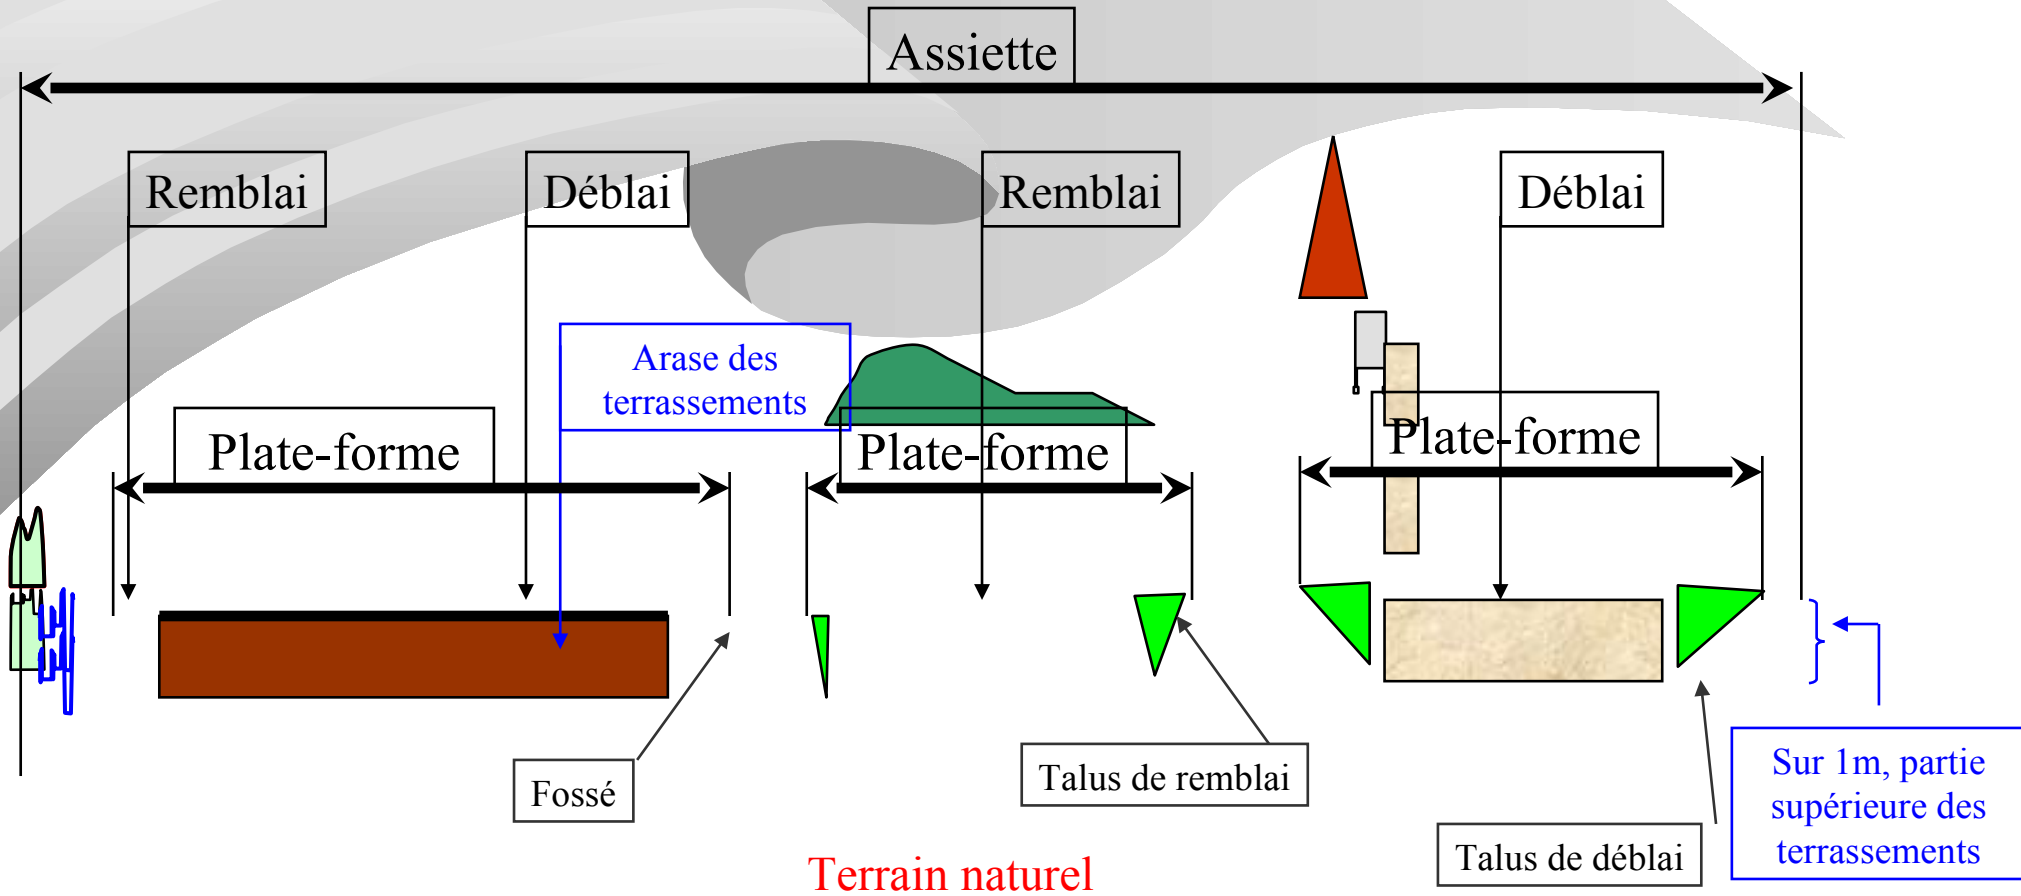 Assiette
Remblai
Déblai
Remblai
Déblai
Arase des
terrassements
Plate-forme
Plate-forme
Plate-forme
Fossé
Talus de remblai
Sur 1m, partie
supérieure des
terrassements
Talus de déblai
Terrain naturel